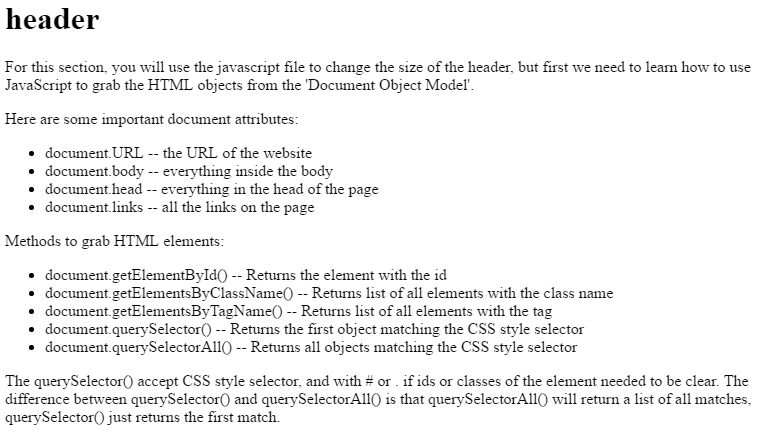 header
For this section, you will use the javascript file to change the size of the header, but first we need to learn how to use
JavaScript to grab the HTML objects from the 'Document Object Model'.
Here are some important document attributes:
• document.URL -- the URL of the website
• document.body -- everything inside the body
• document.head -- everything in the head of the page
• document.links -- all the links on the page
Methods to grab HTML elements:
• document.getElementById() -- Returns the element with the id
• document.getElementsByClassName() -- Returns list of all elements with the class name
• document.getElementsByTagName() -- Returns list of all elements with the tag
• document.querySelector() -- Returns the first object matching the CSS style selector
• document.querySelectorAll() -- Returns all objects matching the CSS style selector
The querySelector() accept CSS style selector, and with # or . if ids or classes of the element needed to be clear. The
difference between querySelector() and querySelectorAll() is that querySelectorAll() will return a list of all matches,
querySelector() just returns the first match.